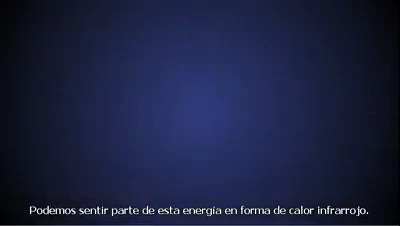 Podemos sentir parte de esta energía en forma de calor infrarrojo.